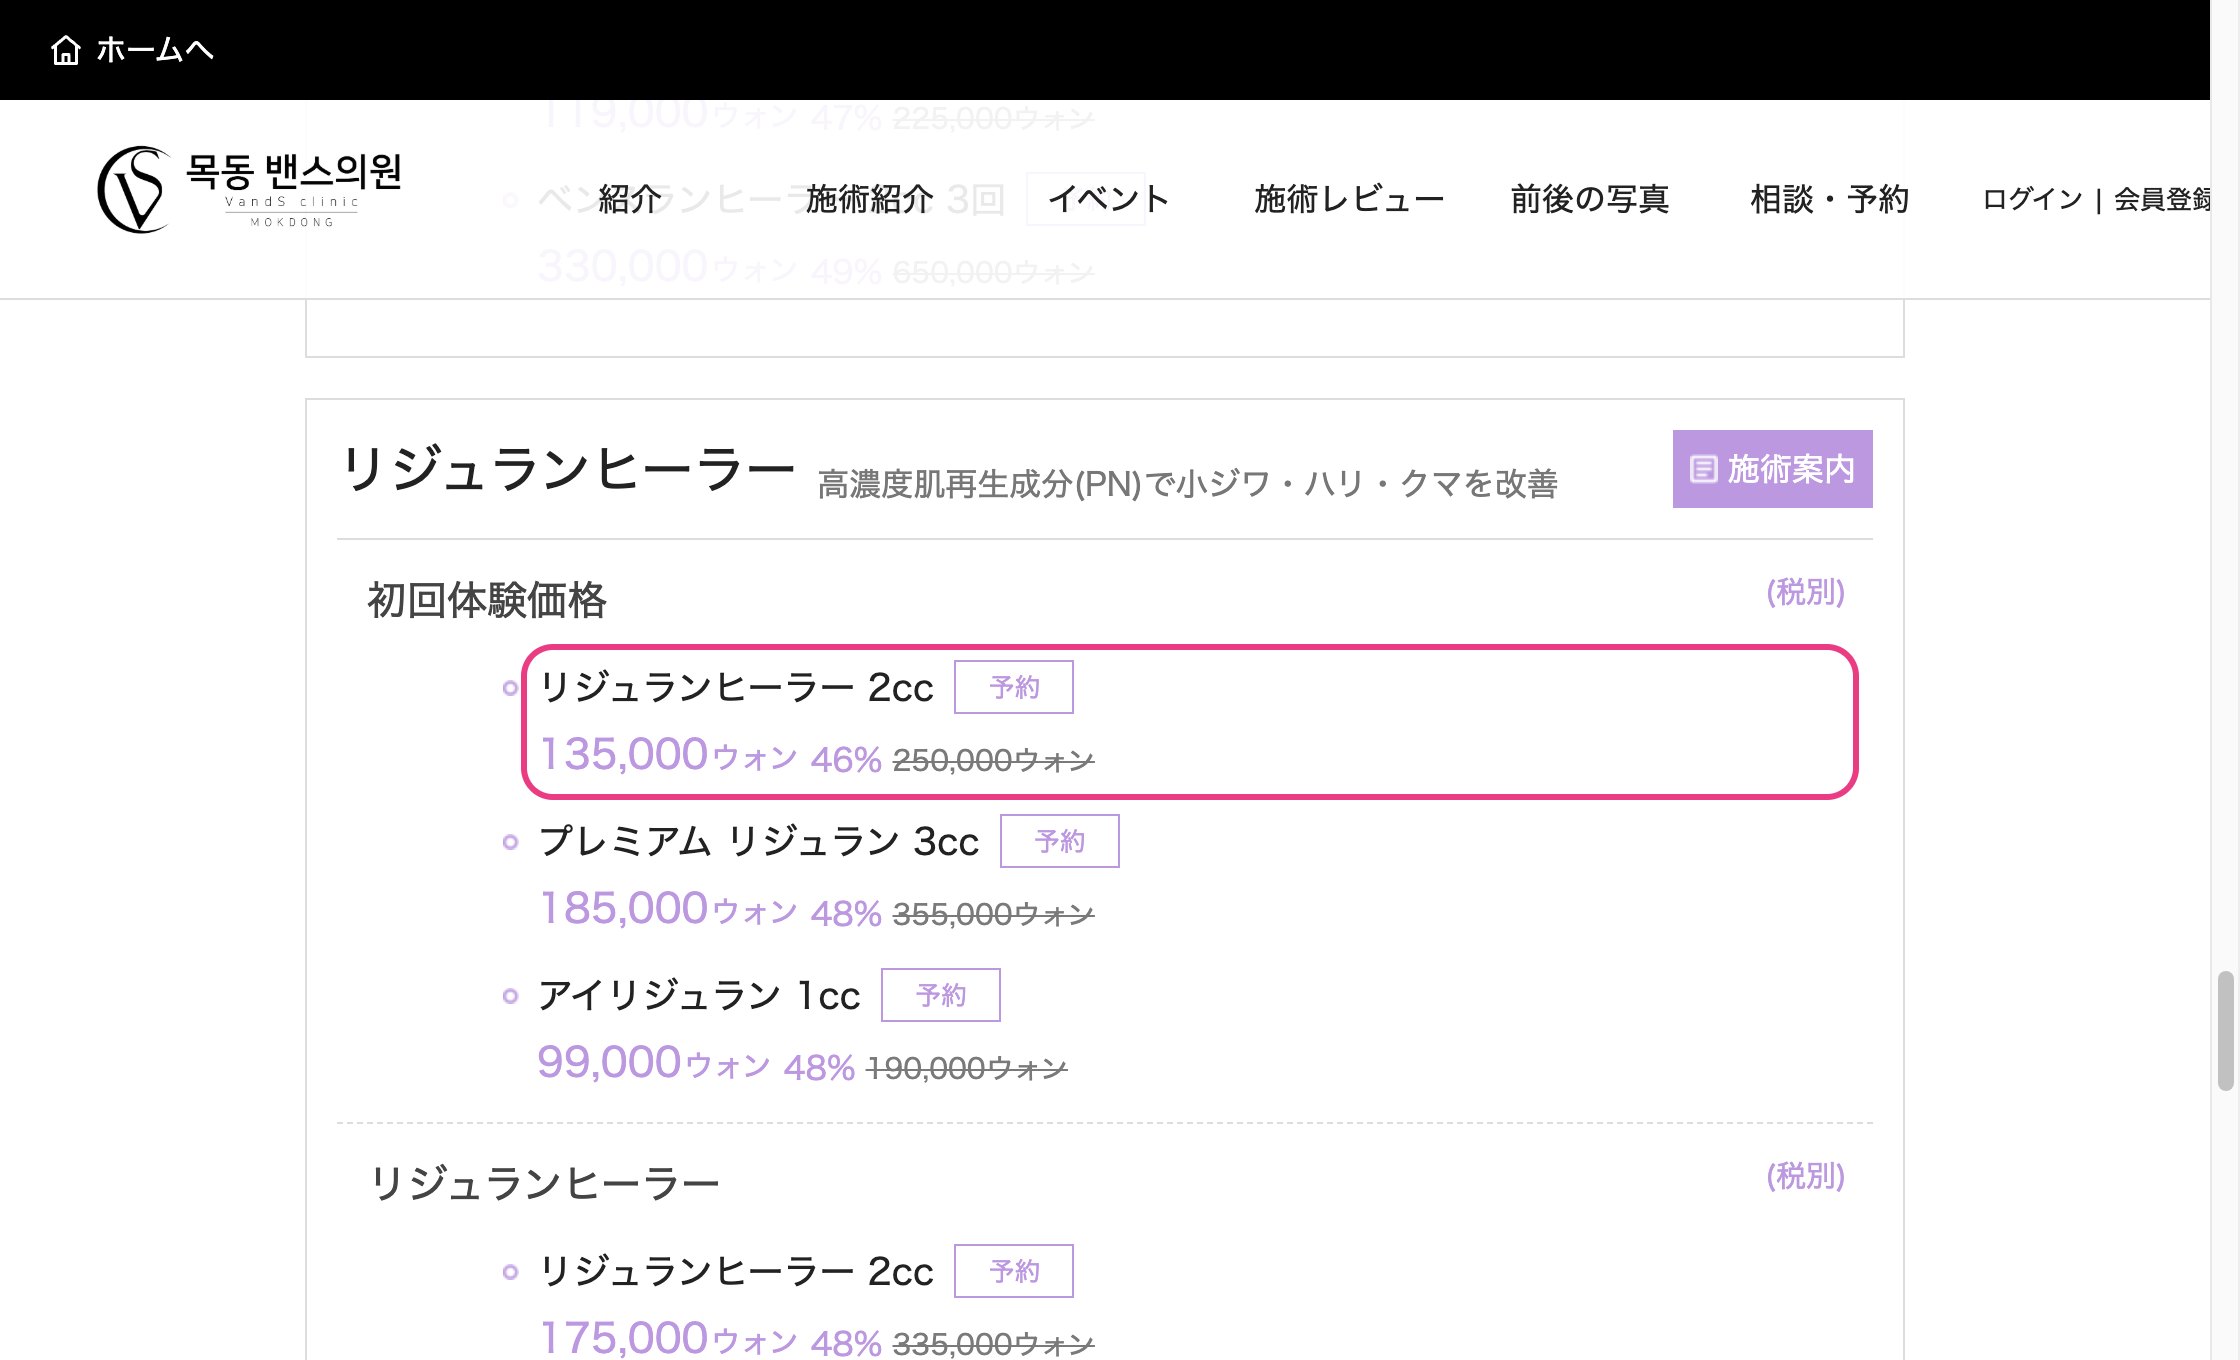 ホームへ
119,000ウォン 47% 225,000ウォン
목동 밴스의원
VandS clinic
MOKDONG
紹介
施術紹介
イベント
施術レビュー
前後の写真
相談・予約
ログイン | 会員登録
3回
330,000ウォン 49% 650,000ウォン
リジュランヒーラー 高濃度肌再生成分(PN)で小ジワ・ハリ・クマを改善
施術案内
初回体験価格
(税別)
リジュランヒーラー 2cc 予約
135,000ウォン 46% 250,000ウォン
プレミアム リジュラン 3cc 予約
185,000ウォン 48% 355,000ウォン
アイリジュラン 1cc 予約
99,000ウォン 48% 190,000ウォン
リジュランヒーラー
(税別)
リジュランヒーラー 2cc 予約
175,000ウォン 48% 335,000ウォン